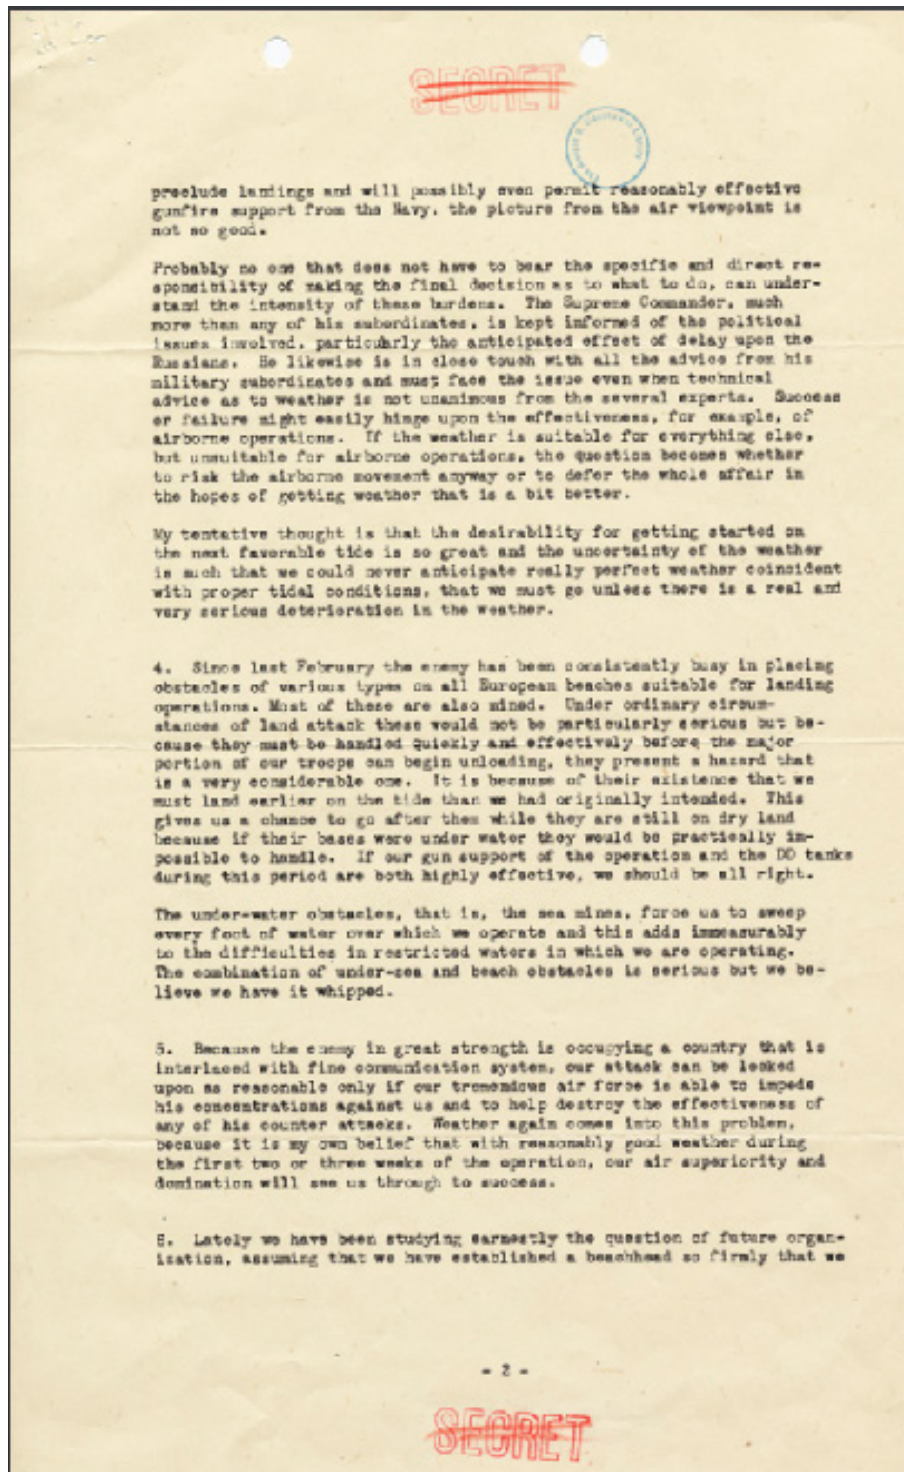 SECRET
preclude landings and will possibly even permit reasonably effective
gunfire support from the Navy, the picture from the air viewpoint is
not so good.
Probably no one that does not have to bear the specific and direct re-
sponsibility of making the final decision as to what to do, can under-
stand the intensity of these burdens. The Supreme Commander, much
more than any of his subordinates, is kept informed of the political
issues involved, particularly the anticipated effect of delay upon the
Russians. He likewise is in close touch with all the advice from his
military subordinates and must face the issue even when technical
advice as to weather is not unanimous from the several experts. Success
or failure might easily hinge upon the effectiveness, for example, of
airborne operations. If the weather is suitable for everything else,
but unsuitable for airborne operations, the question becomes whether
to risk the airborne movement anyway or to defer the whole affair in
the hopes of getting weather that is a bit better.
My tentative thought is that the desirability for getting started on
the next favorable tide is so great and the uncertainty of the weather
is such that we could never anticipate really perfect weather coincident
with proper tidal conditions, that we must go unless there is a real and
very serious deterioration in the weather.
4. Since last February the enemy has been consistently busy in placing
obstacles of various types on all European beaches suitable for landing
operations. Most of these are also mined. Under ordinary circum-
stances of land attack these would not be particularly serious but be-
cause they must be handled quickly and effectively before the major
portion of our troops can begin unloading, they present a hazard that
is a very considerable one. It is because of their existence that we
must land earlier on the tide than we had originally intended. This
gives us a chance to go after them while they are still on dry land
because if their bases were under water they would be practically im-
possible to handle. If our gun support of the operation and the DD tanks
during this period are both highly effective, we should be all right.
The under-water obstacles, that is, the sea mines, force us to sweep
every foot of water over which we operate and this adds immeasurably
to the difficulties in restricted waters in which we are operating.
The combination of under-sea and beach obstacles is serious but we be-
lieve we have it whipped.
5. Because the enemy in great strength is occupying a country that is
interlaced with fine communication system, our attack can be looked
upon as reasonable only if our tremendous air force is able to impede
his concentrations against us and to help destroy the effectiveness of
any of his counter attacks. Weather again comes into this problem,
because it is my own belief that with reasonably good weather during
the first two or three weeks of the operation, our air superiority and
domination will see us through to success.
6. Lately we have been studying earnestly the question of future organ-
ization, assuming that we have established a beachhead so firmly that we
- 2 -
SECRET